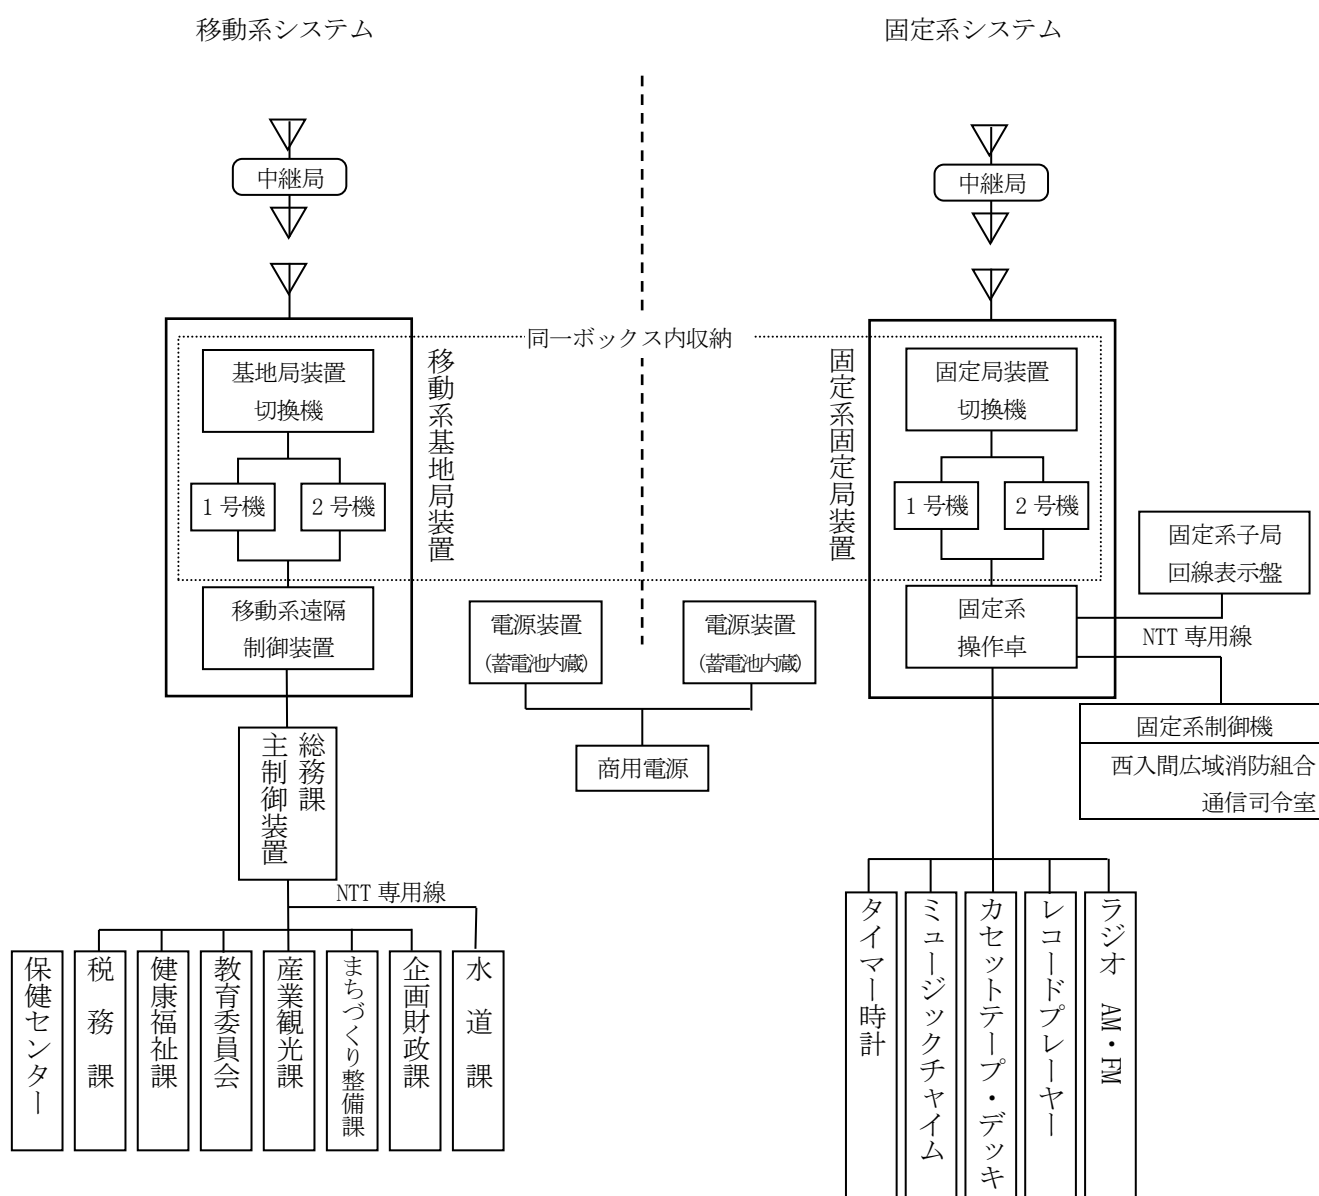 移動系システム
固定系システム
中継局
中継局
同一ボックス内収納
基地局装置
切換機
1号機
2号機
移動系基地局装置
移動系遠隔
制御装置
固定局装置
切換機
1号機
2号機
固定系固定局装置
固定系
操作卓
固定系子局
回線表示盤
NTT 専用線
電源装置
(蓄電池内蔵)
電源装置
(蓄電池内蔵)
商用電源
固定系制御機
西入間広域消防組合
通信司令室
総務課
主制御装置
NTT 専用線
保健センター
税務課
健康福祉課
教育委員会
産業観光課
まちづくり整備課
企画財政課
水道課
タイマー時計
ミュージックチャイム
カセットテープ・デッキ
レコードプレーヤー
ラジオ AM・FM